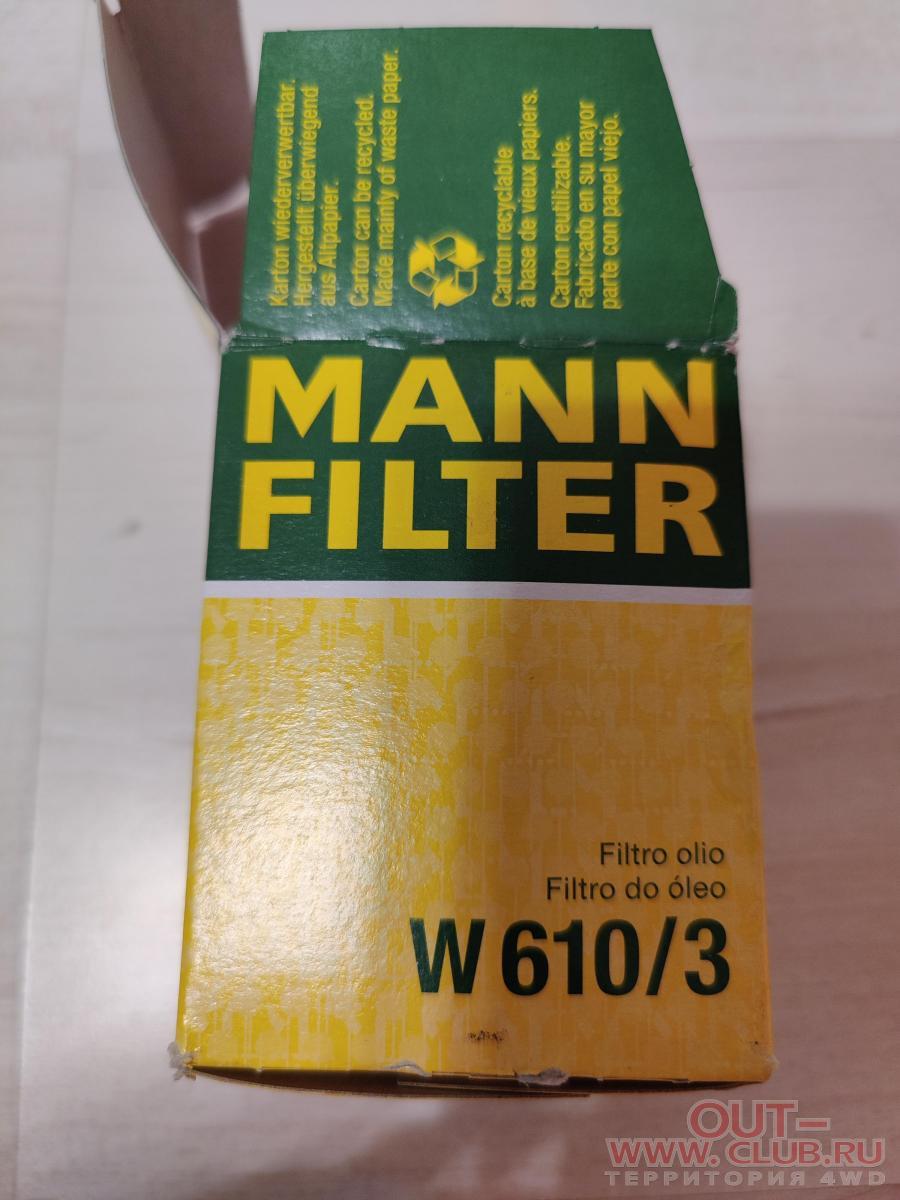 Karton wiederverwertbar.
Hergestellt überwiegend
aus Altpapier.
Carton can be recycled.
Made mainly of waste paper.
Carton recyclable
à base de vieux papiers.
Carton reutilizable.
Fabricado en su mayor
parte con papel viejo.
MANN
FILTER
Filtro olio
Filtro do óleo
W 610/3
OUT-
WWW.CLUB.RU
ТЕРРИТОРИЯ 4WD